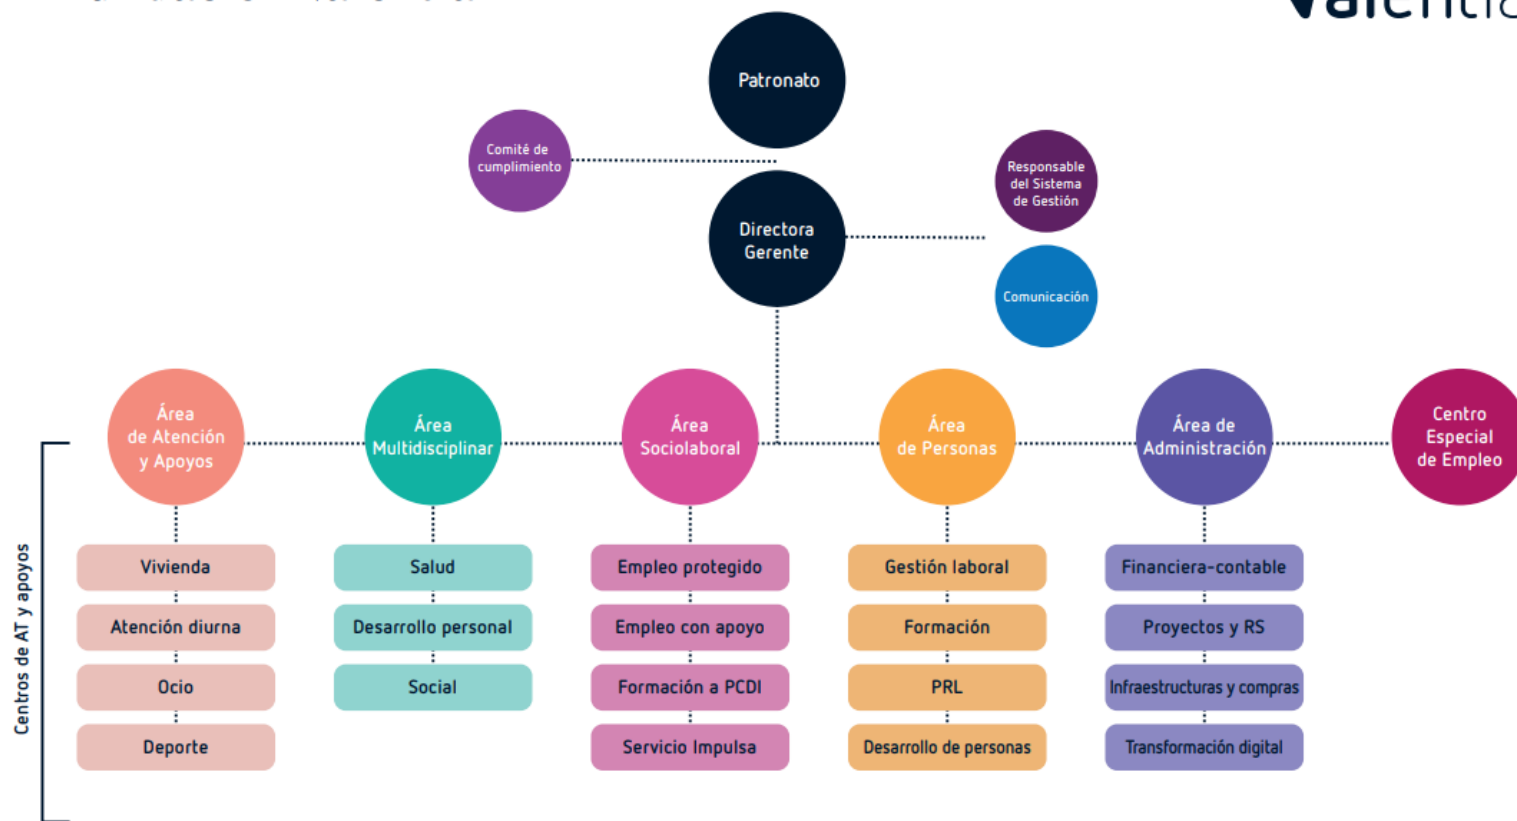 Valentia
Patronato
Comité de
cumplimiento
Responsable
del Sistema
de Gestión
Directora
Gerente
Comunicación
Área
de Atención
y Apoyos
Área
Multidisciplinar
Área
Sociolaboral
Área
de Personas
Área de
Administración
Centro
Especial
de Empleo
Centros de AT y apoyos
Vivienda
Atención diurna
Ocio
Deporte
Salud
Desarrollo personal
Social
Empleo protegido
Empleo con apoyo
Formación a PCDI
Servicio Impulsa
Gestión laboral
Formación
PRL
Desarrollo de personas
Financiera-contable
Proyectos y RS
Infraestructuras y compras
Transformación digital